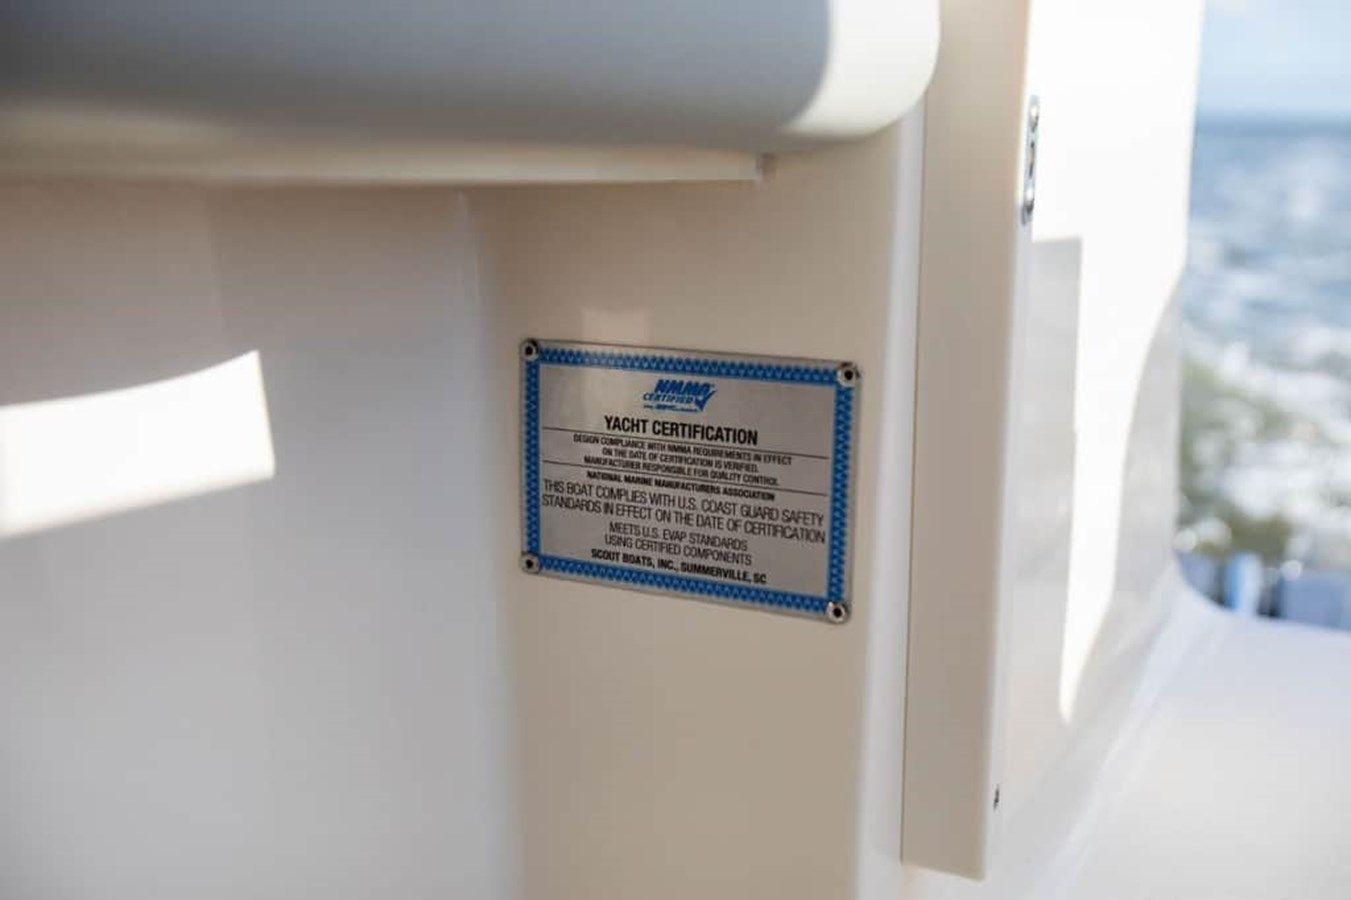 NMMA
CERTIFIED
YACHT CERTIFICATION
DESIGN COMPLIANCE WITH NMMA REQUIREMENTS IN EFFECT
ON THE DATE OF CERTIFICATION IS VERIFIED.
MANUFACTURER RESPONSIBLE FOR QUALITY CONTROL.
NATIONAL MARINE MANUFACTURERS ASSOCIATION
THIS BOAT COMPLIES WITH U.S. COAST GUARD SAFETY
STANDARDS IN EFFECT ON THE DATE OF CERTIFICATION
MEETS U.S. EVAP STANDARDS
USING CERTIFIED COMPONENTS
SCOUT BOATS, INC., SUMMERVILLE, SC